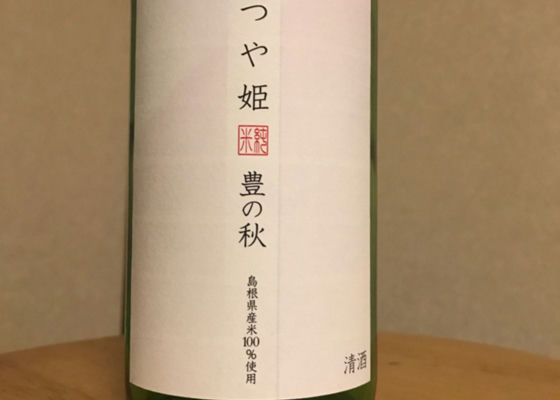 つや姫
純米
豊の秋
島根県産米100%使用
清酒